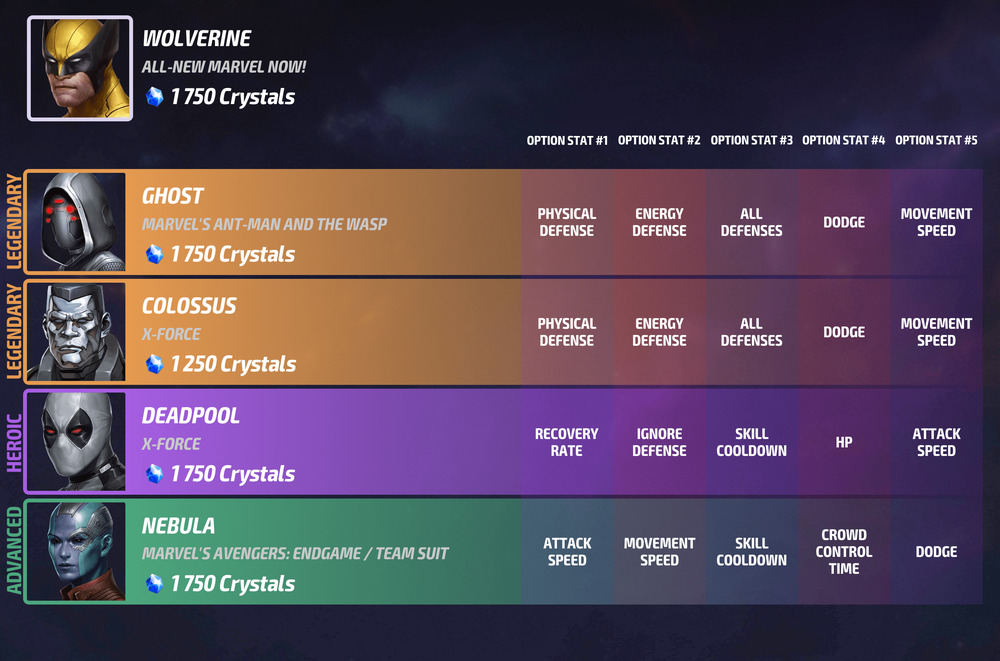 WOLVERINE
ALL-NEW MARVEL NOW!
1 750 Crystals
OPTION STAT #1 OPTION STAT #2 OPTION STAT #3 OPTION STAT #4 OPTION STAT #5
LEGENDARY
GHOST
MARVEL'S ANT-MAN AND THE WASP
1 750 Crystals
PHYSICAL DEFENSE
ENERGY DEFENSE
ALL DEFENSES
DODGE
MOVEMENT SPEED
LEGENDARY
COLOSSUS
X-FORCE
1 250 Crystals
PHYSICAL DEFENSE
ENERGY DEFENSE
ALL DEFENSES
DODGE
MOVEMENT SPEED
HEROIC
DEADPOOL
X-FORCE
1 750 Crystals
RECOVERY RATE
IGNORE DEFENSE
SKILL COOLDOWN
HP
ATTACK SPEED
ADVANCED
NEBULA
MARVEL'S AVENGERS: ENDGAME / TEAM SUIT
1 750 Crystals
ATTACK SPEED
MOVEMENT SPEED
SKILL COOLDOWN
CROWD CONTROL TIME
DODGE